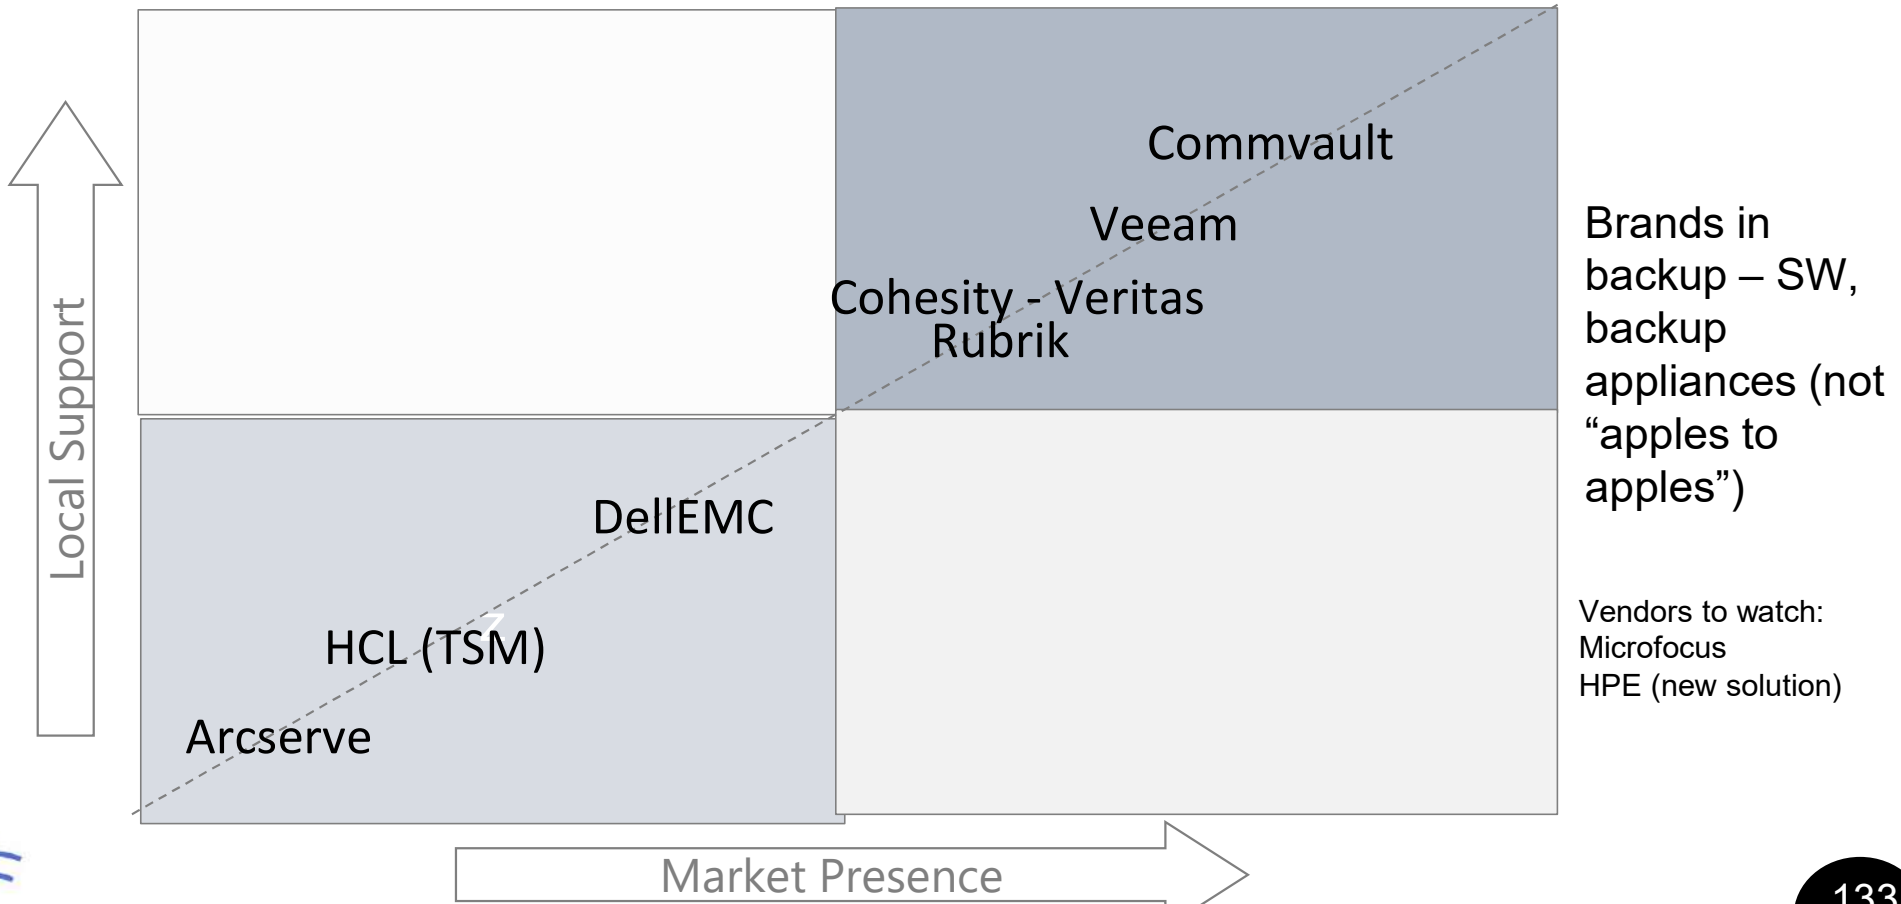 Local Support
Commvault
Veeam
Cohesity - Veritas
Rubrik
DellEMC
z
HCL (TSM)
Arcserve
Market Presence
Brands in
backup – SW,
backup
appliances (not
“apples to
apples”)
Vendors to watch:
Microfocus
HPE (new solution)
133